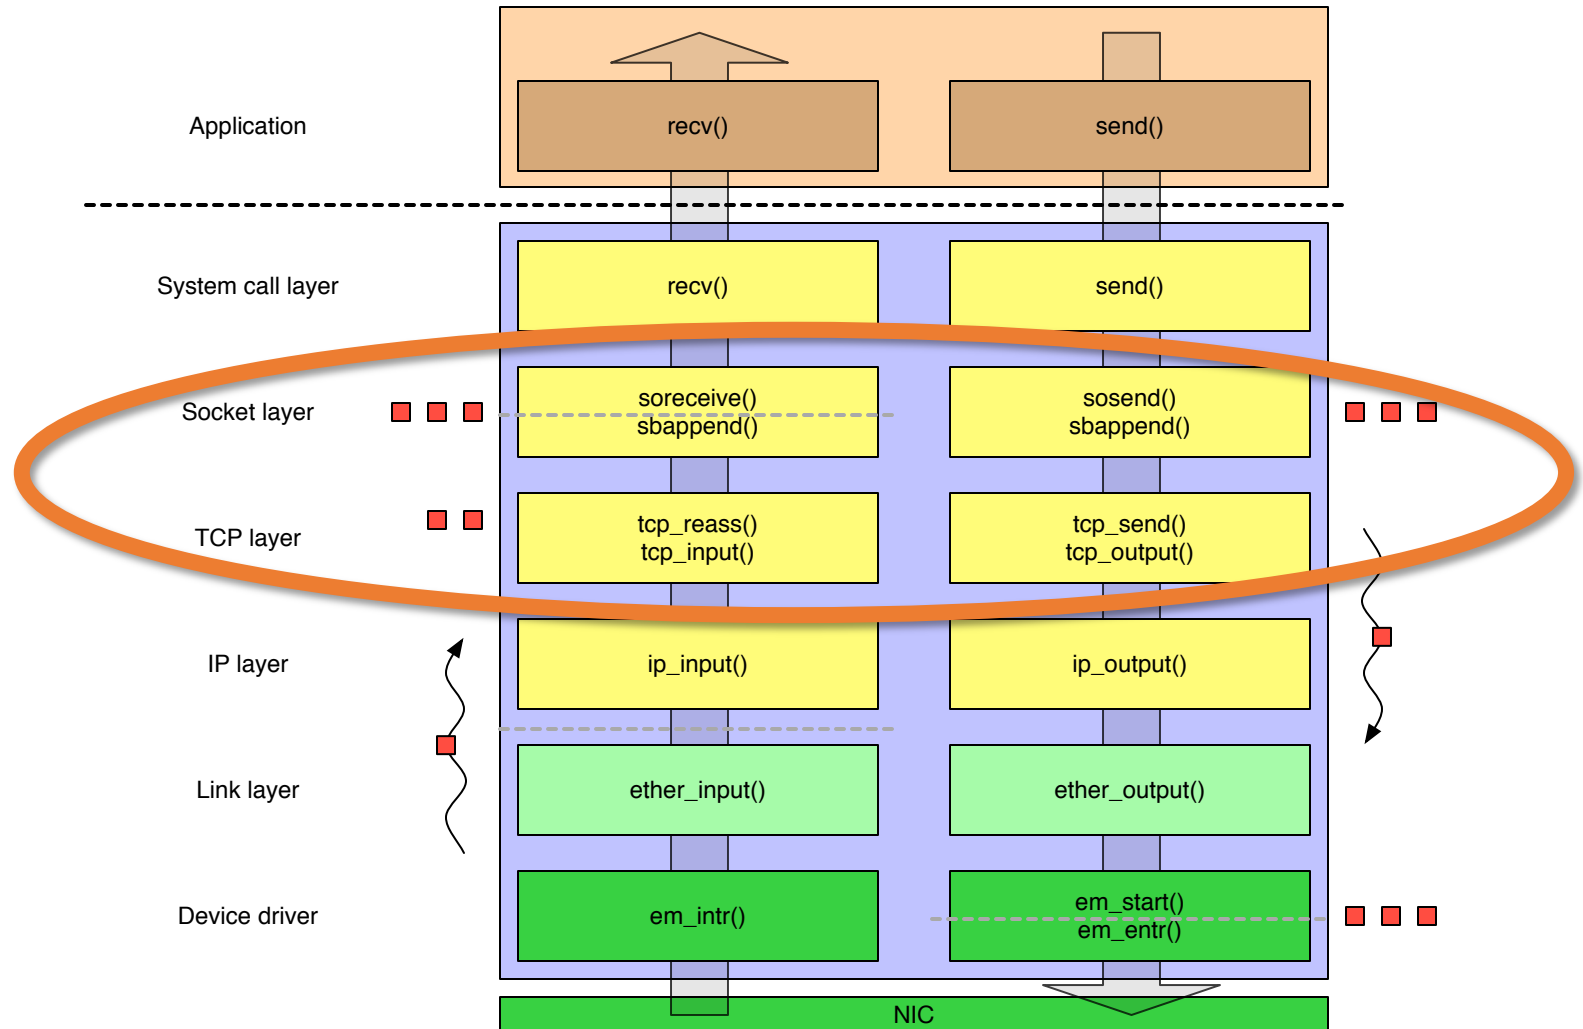 Application
recv()
send()
System call layer
recv()
send()
Socket layer
soreceive()
sbappend()
sosend()
sbappend()
TCP layer
tcp_reass()
tcp_input()
tcp_send()
tcp_output()
IP layer
ip_input()
ip_output()
Link layer
ether_input()
ether_output()
Device driver
em_intr()
em_start()
em_entr()
NIC